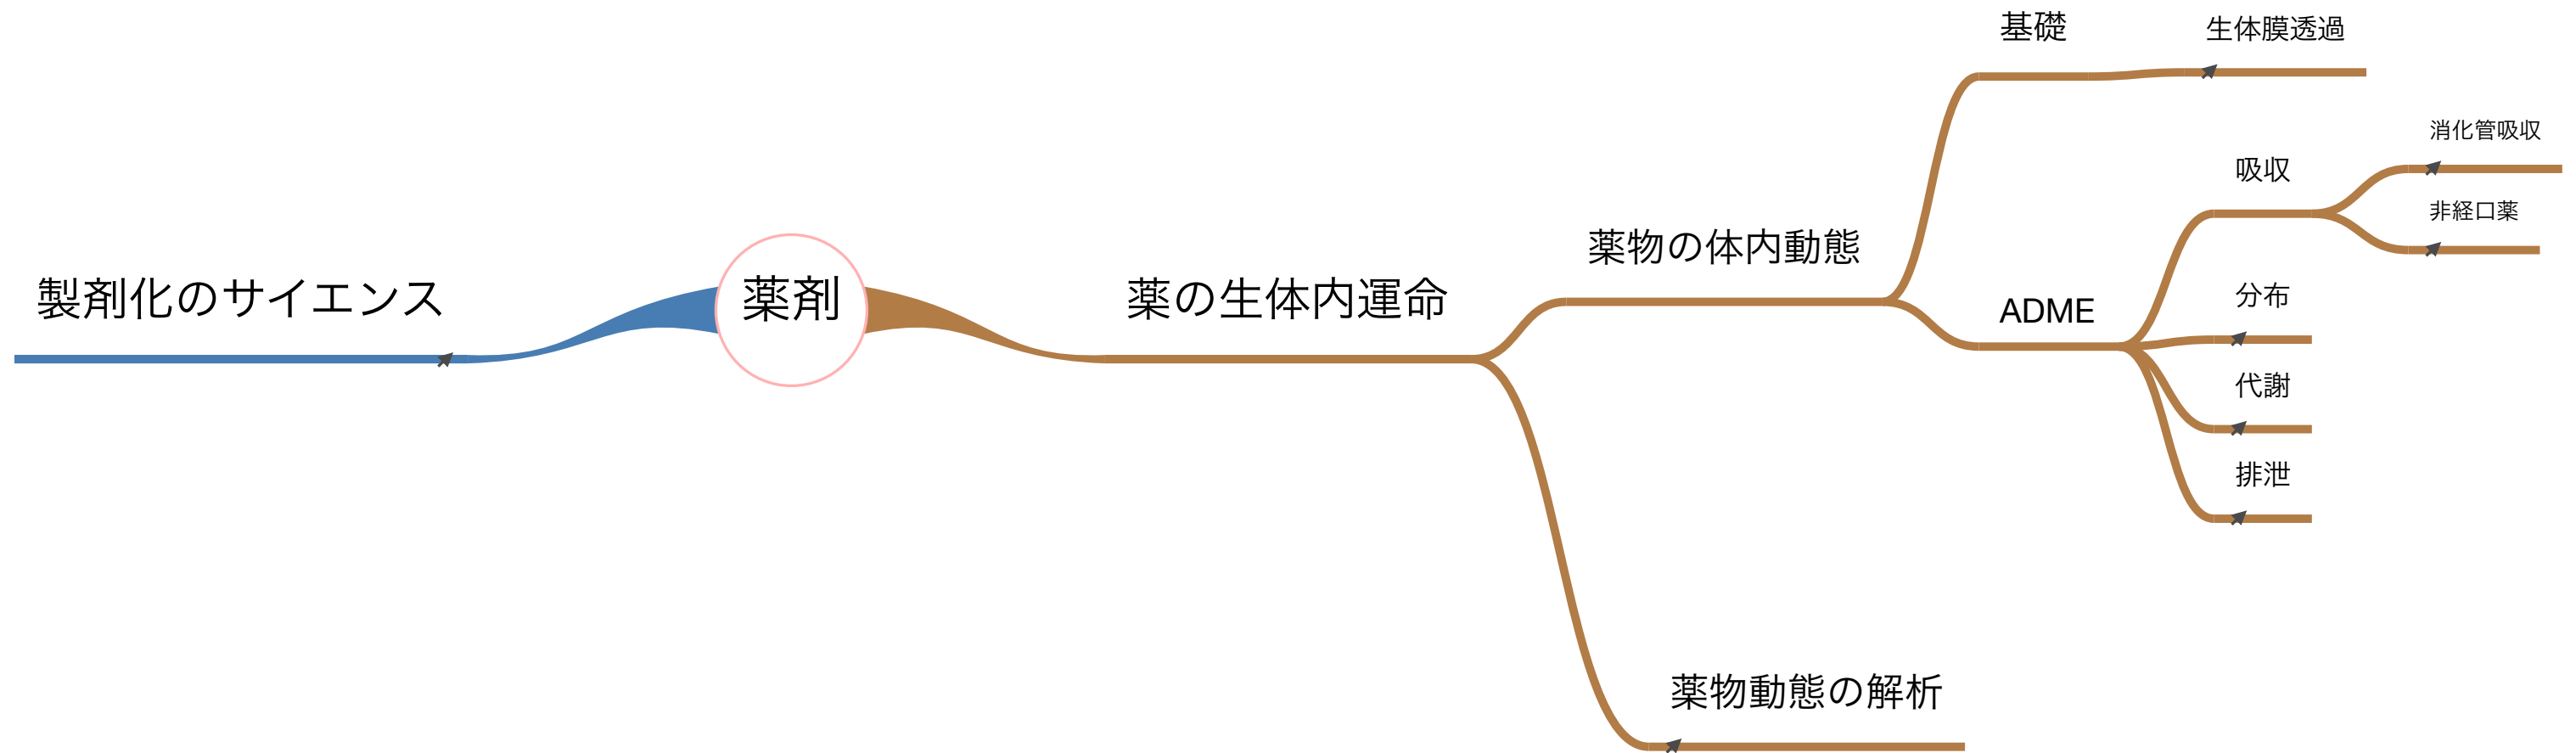 基礎
生体膜透過
消化管吸収
吸収
非経口薬
薬物の体内動態
製剤化のサイエンス
薬剤
薬の生体内運命
ADME
分布
代謝
排泄
薬物動態の解析